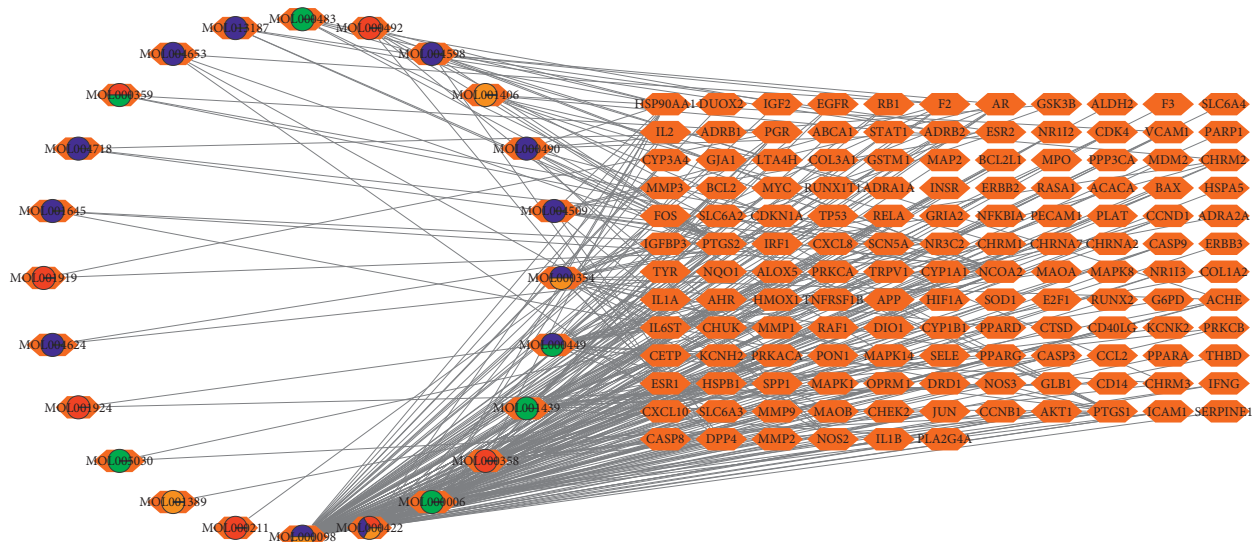 MOL000483
MOL013187
MOL000492
MOL004653
MOL004598
MOL000359
MOL001406
MOL004718
MOL000490
MOL001645
MOL004509
MOL001919
MOL000354
MOL004624
MOL000449
MOL001924
MOL001439
MOL005030
MOL000358
MOL001389
MOL000006
MOL000211
MOL000422
MOL000098
HSP90AA1 DUOX2 IGF2 EGFR RB1 F2 AR GSK3B ALDH2 F3 SLC6A4
IL2 ADRB1 PGR ABCA1 STAT1 ADRB2 ESR2 NR1I2 CDK4 VCAM1 PARP1
CYP3A4 GJA1 LTA4H COL3A1 GSTM1 MAP2 BCL2L1 MPO PPP3CA MDM2 CHRM2
MMP3 BCL2 MYC RUNX1T1 ADRA1A INSR ERBB2 RASA1 ACACA BAX HSPA5
FOS SLC6A2 CDKN1A TP53 RELA GRIA2 NFKBIA PECAM1 PLAT CCND1 ADRA2A
IGFBP3 PTGS2 IRF1 CXCL8 SCN5A NR3C2 CHRM1 CHRNA7 CHRNA2 CASP9 ERBB3
TYR NQO1 ALOX5 PRKCA TRPV1 CYP1A1 NCOA2 MAOA MAPK8 NR1I3 COL1A2
IL1A AHR HMOX1 TNFRSF1B APP HIF1A SOD1 E2F1 RUNX2 G6PD ACHE
IL6ST CHUK MMP1 RAF1 DIO1 CYP1B1 PPARD CTSD CD40LG KCNK2 PRKCB
CETP KCNH2 PRKACA PON1 MAPK14 SELE PPARG CASP3 CCL2 PPARA THBD
ESR1 HSPB1 SPP1 MAPK1 OPRM1 DRD1 NOS3 GLB1 CD14 CHRM3 IFNG
CXCL10 SLC6A3 MMP9 MAOB CHEK2 JUN CCNB1 AKT1 PTGS1 ICAM1 SERPINE1
CASP8 DPP4 MMP2 NOS2 IL1B PLA2G4A